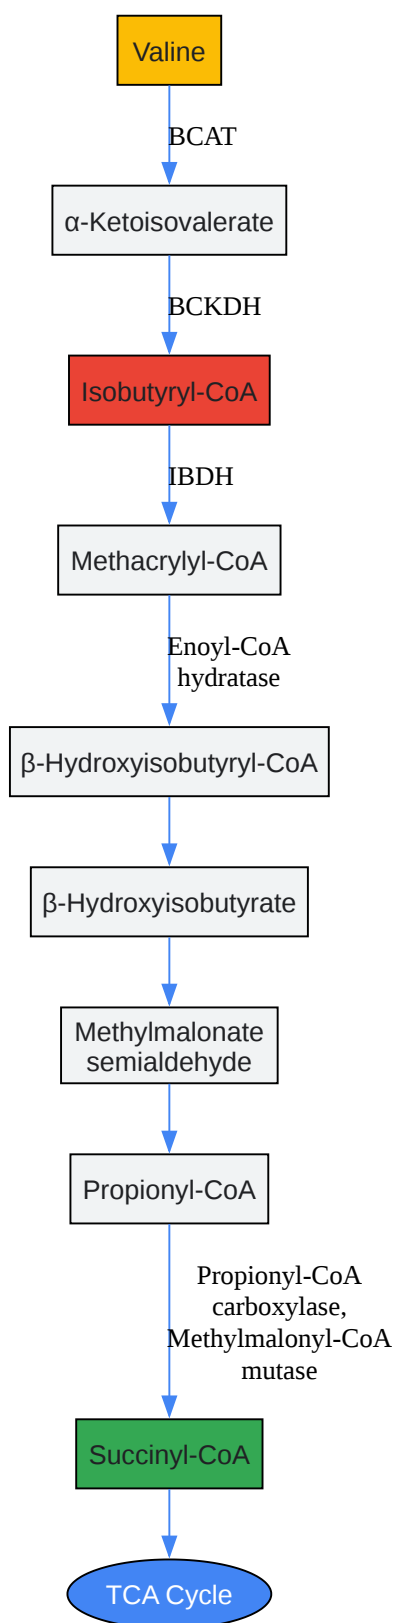 Valine
BCAT
α-Ketoisovalerate
BCKDH
Isobutyryl-CoA
IBDH
Methacrylyl-CoA
Enoyl-CoA
hydratase
β-Hydroxyisobutyryl-CoA
β-Hydroxyisobutyrate
Methylmalonate
semialdehyde
Propionyl-CoA
Propionyl-CoA
carboxylase,
Methylmalonyl-CoA
mutase
Succinyl-CoA
TCA Cycle